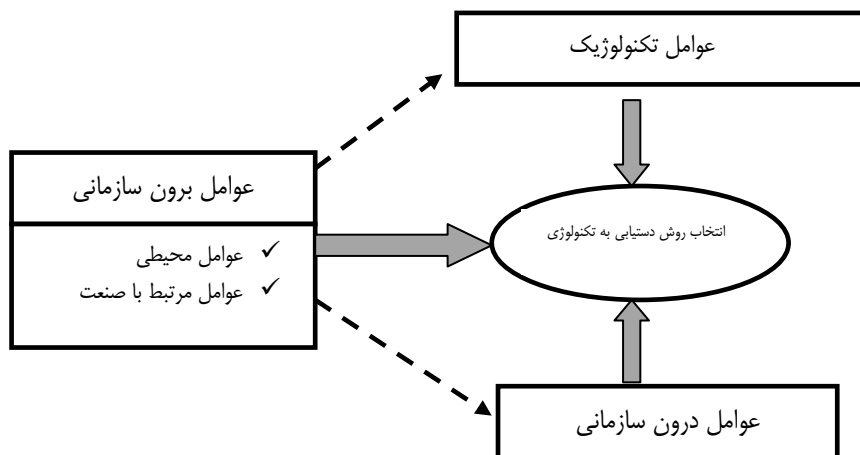 عوامل تکنولوژیک
عوامل برون سازمانی
✓ عوامل محیطی
✓ عوامل مرتبط با صنعت
انتخاب روش دستیابی به تکنولوژی
عوامل درون سازمانی